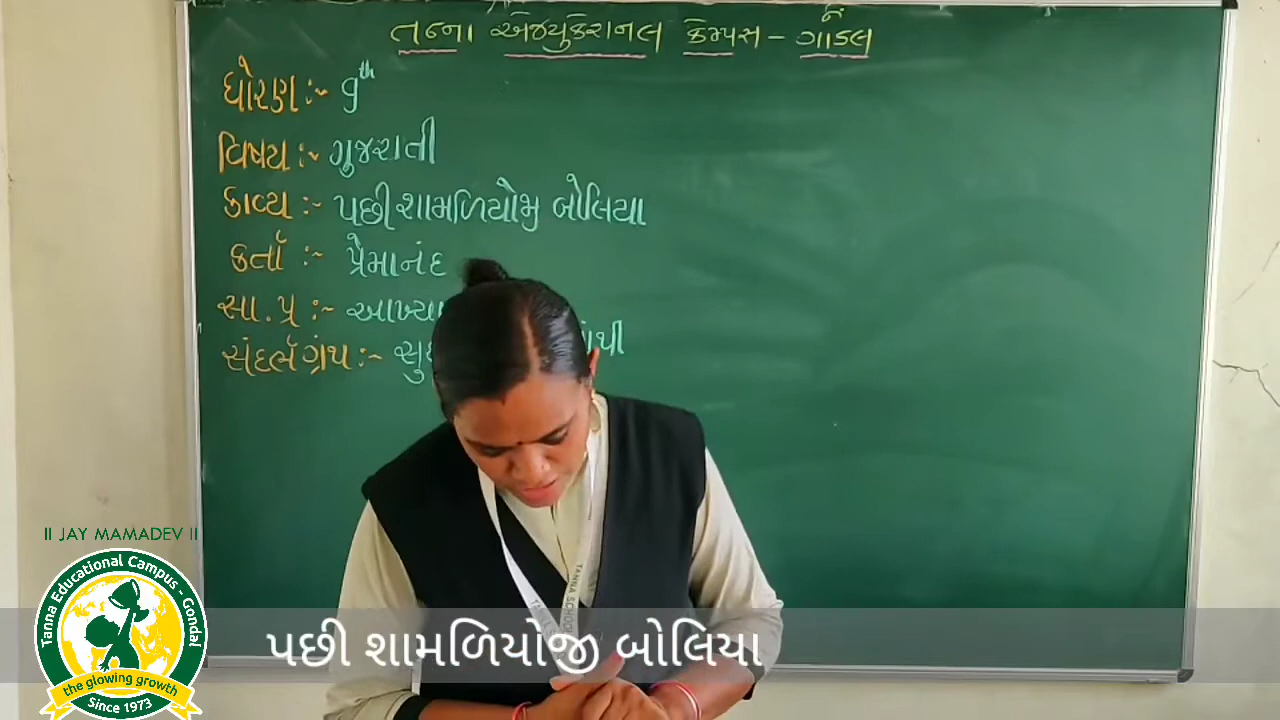 તન્ના એજ્યુકેશનલ કેમ્પસ – ગોંડલ
ધોરણ :- 9th
વિષય :- ગુજરાતી
કાવ્ય :- પછી શામળિયોજી બોલિયા
કર્તા :- પ્રેમાનંદ
સા. પ્ર :-
સંદર્ભગ્રંથ :-
II JAY MAMADEV II
Tanna Educational Campus - Gondal
the glowing growth
Since 1973
પછી શામળિયોજી બોલિયા